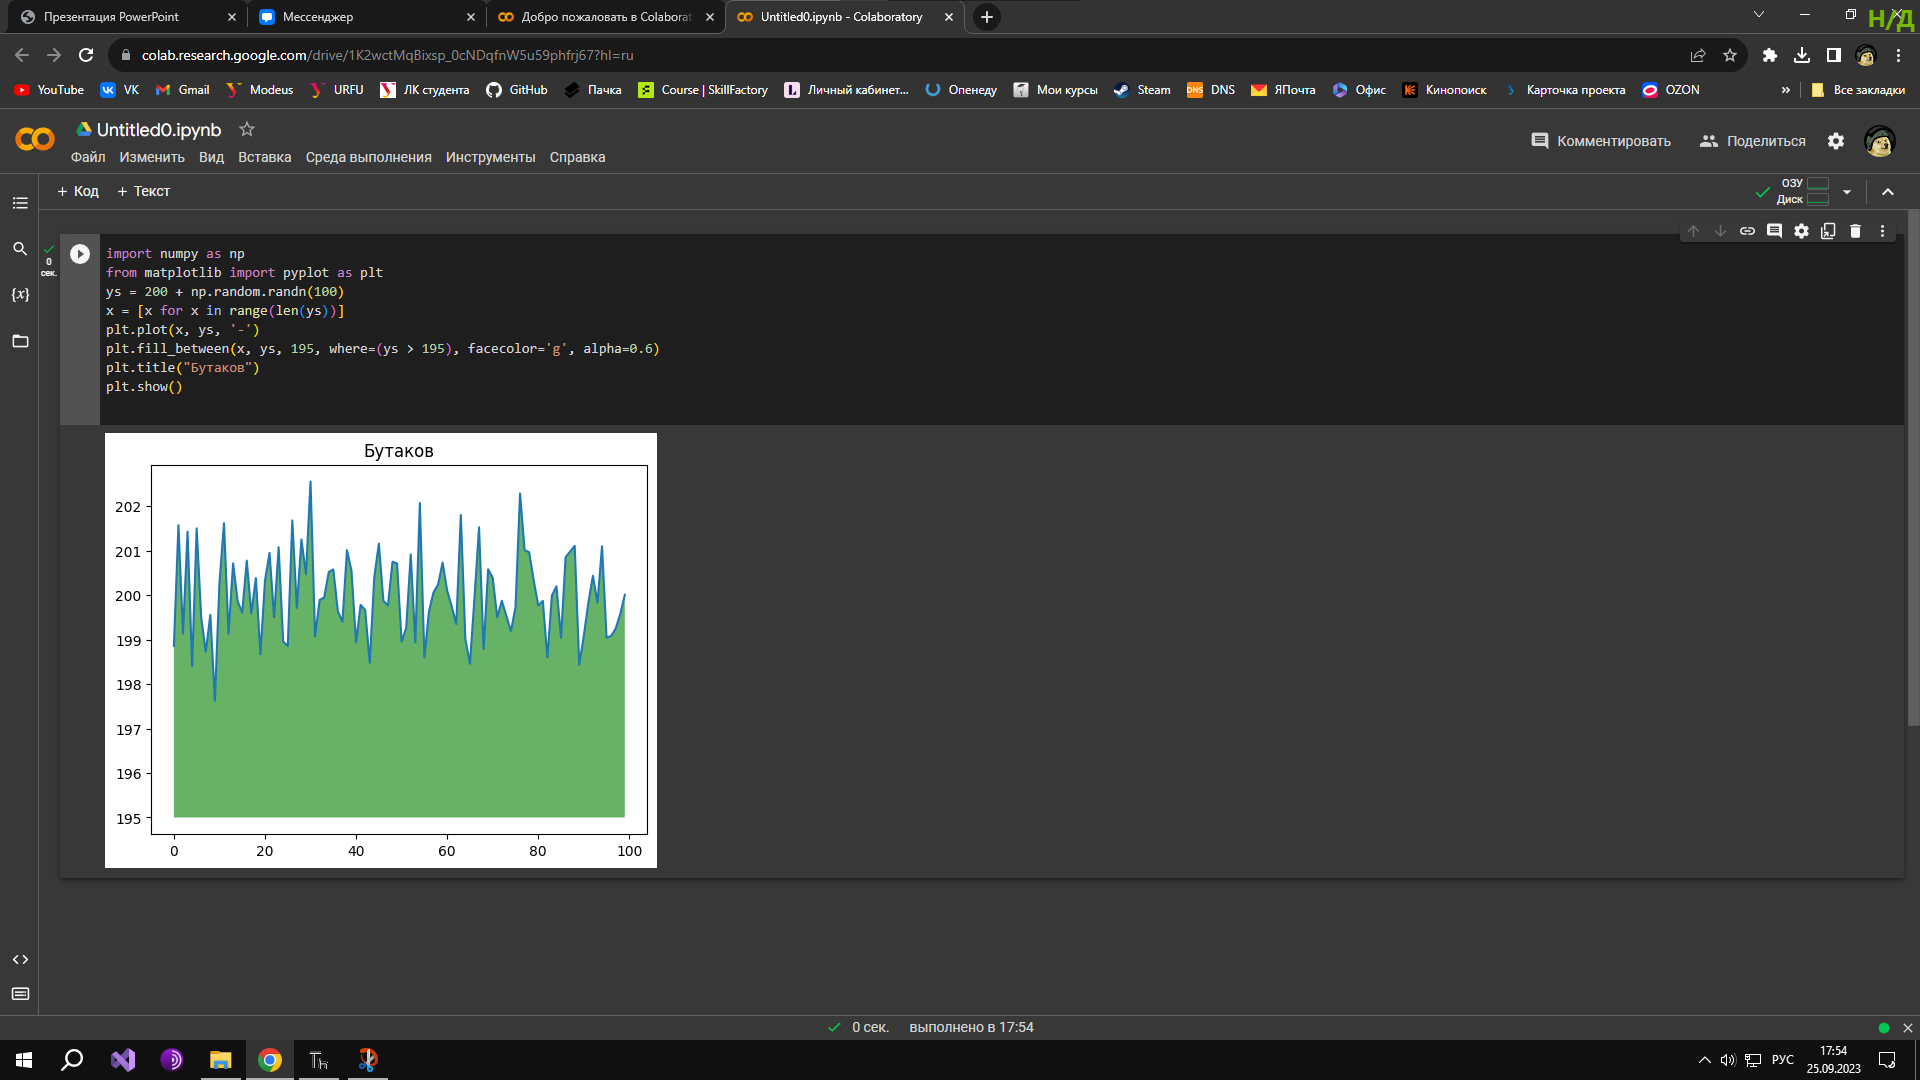 Презентация PowerPoint
Мессенджер
Добро пожаловать в Colaborat
Untitled0.ipynb - Colaboratory
Н/Д
colab.research.google.com/drive/1K2wctMqBixsp_0cNDqfnW5u59phfrj67?hl=ru
YouTube VK Gmail Modeus URFU ЛК студента GitHub Пачка Course | SkillFactory Личный кабинет... Опенеду Мои курсы Steam DNS ЯПочта Офис Кинопоиск Карточка проекта OZON » Все закладки
Untitled0.ipynb
Файл Изменить Вид Вставка Среда выполнения Инструменты Справка
Комментировать Поделиться
+ Код + Текст
ОЗУ
Диск
0
сек.
{x}
import numpy as np
from matplotlib import pyplot as plt
ys = 200 + np.random.randn(100)
x = [x for x in range(len(ys))]
plt.plot(x, ys, '-')
plt.fill_between(x, ys, 195, where=(ys > 195), facecolor='g', alpha=0.6)
plt.title("Бутаков")
plt.show()
Бутаков
202
201
200
199
198
197
196
195
0 20 40 60 80 100
0 сек. выполнено в 17:54
РУС
17:54
25.09.2023